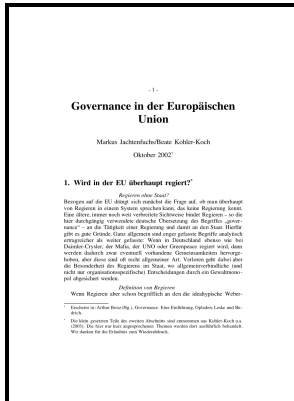 - 1 -
Governance in der Europäischen
Union
Markus Jachtenfuchs/Beate Kohler-Koch
Oktober 2002*
1. Wird in der EU überhaupt regiert?*
Regieren ohne Staat?
Bezogen auf die EU drängt sich zunächst die Frage auf, ob man überhaupt
von Regieren in einem System sprechen kann, das keine Regierung kennt.
Eine ältere, immer noch weit verbreitete Sichtweise bindet Regieren – so die
hier durchgängig verwendete deutsche Übersetzung des Begriffes „gover-
nance“ – an die Tätigkeit einer Regierung und damit an den Staat. Hierfür
gibt es gute Gründe. Ganz allgemein sind enger gefasste Begriffe analytisch
ertragreicher als weiter gefasste: Wenn in Deutschland ebenso wie bei
Daimler-Crysler, der Mafia, der UNO oder Greenpeace regiert wird, dann
werden dadurch zwar eventuell vorhandene Gemeinsamkeiten hervorge-
hoben, aber diese sind oft recht allgemeiner Art. Verloren geht dabei aber
die Besonderheit des Regierens im Staat, wo allgemeinverbindliche (und
nicht nur organisationsspezifische) Entscheidungen durch ein Gewaltmono-
pol abgesichert werden.
Definition von Regieren
Wenn Regieren aber schon begrifflich an den die idealtypische Webers-
* Erscheint in: Arthur Benz (Hg.), Governance. Eine Einführung, Opladen: Leske und Bu-
drich.
* Die klein gesetzten Teile des zweiten Abschnitts sind entnommen aus Kohler-Koch u.a.
(2003). Die hier nur kurz angesprochenen Themen werden dort ausführlich behandelt.
Wir danken für die Erlaubnis zum Wiederabdruck.